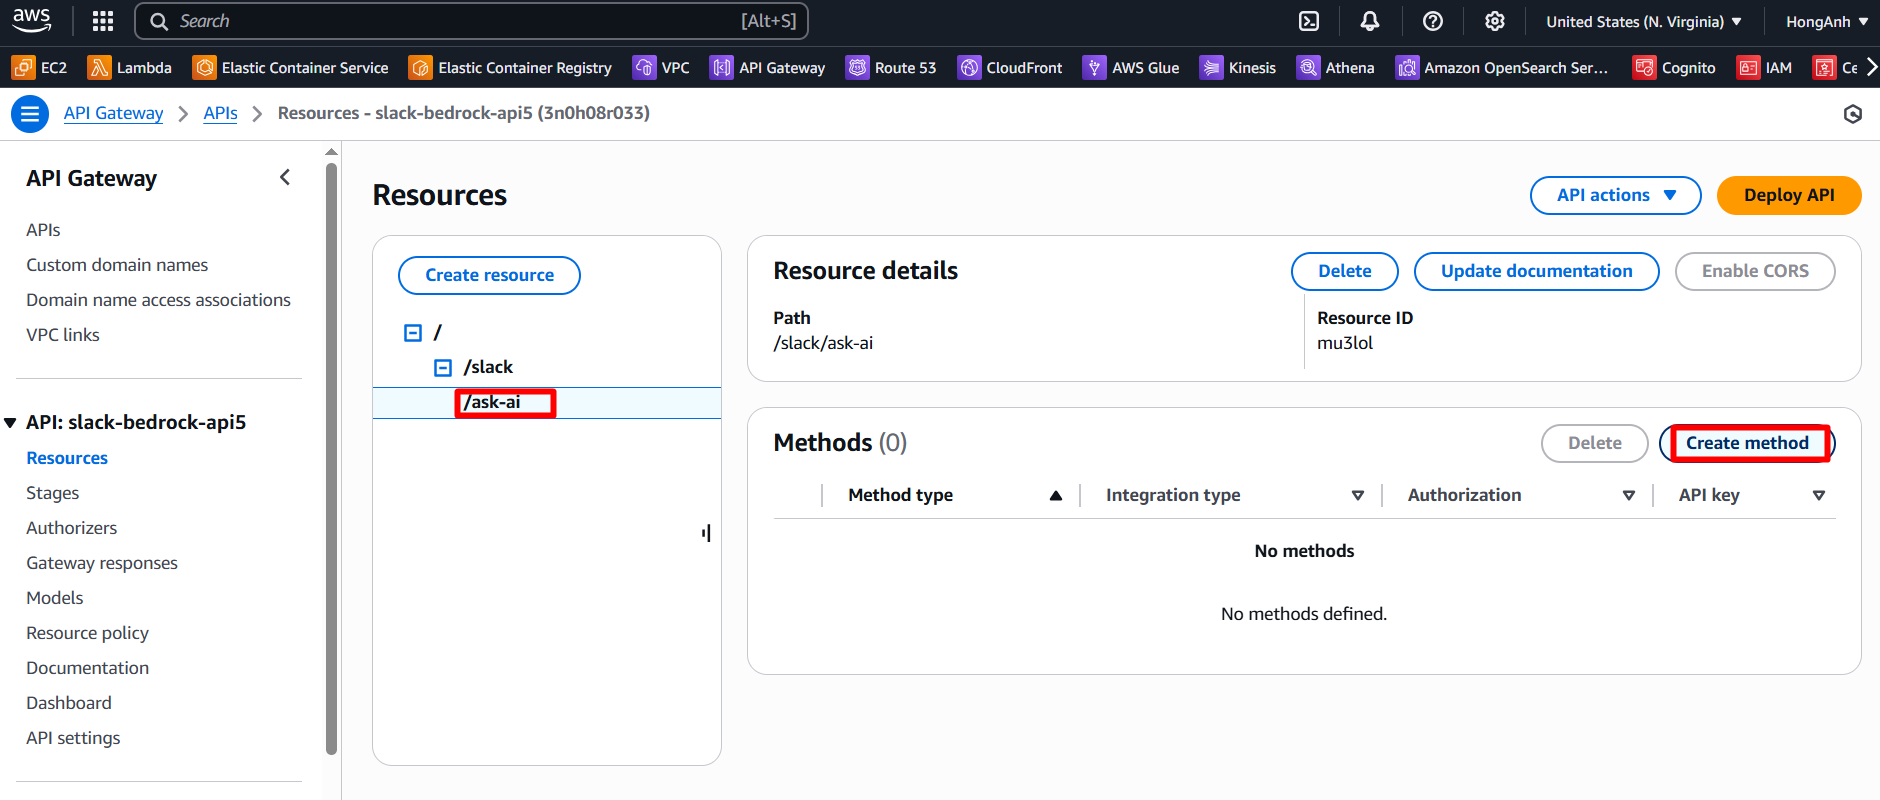 aws
Search [Alt+S]
United States (N. Virginia) HongAnh
EC2 Lambda Elastic Container Service Elastic Container Registry VPC API Gateway Route 53 CloudFront AWS Glue Kinesis Athena Amazon OpenSearch Ser... Cognito IAM Ce
API Gateway APIs Resources - slack-bedrock-api5 (3n0h08r033)
API Gateway
APIs
Custom domain names
Domain name access associations
VPC links
API: slack-bedrock-api5
Resources
Stages
Authorizers
Gateway responses
Models
Resource policy
Documentation
Dashboard
API settings
Resources
API actions Deploy API
Create resource
/
/slack
/ask-ai
Resource details
Delete Update documentation Enable CORS
Path
/slack/ask-ai
Resource ID
mu3lol
Methods (0)
Delete Create method
Method type Integration type Authorization API key
No methods
No methods defined.